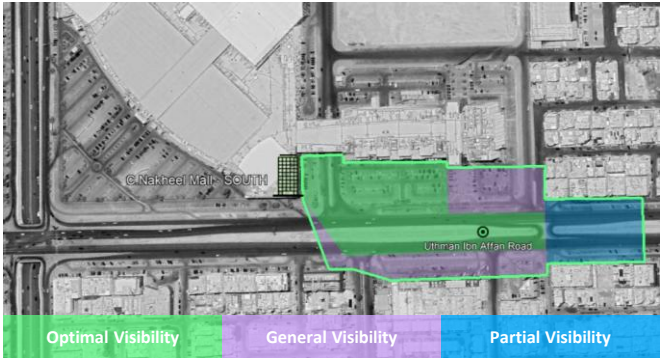 C.Nakheel Mall - SOUTH
Uthman Ibn Affan Road
Optimal Visibility
General Visibility
Partial Visibility